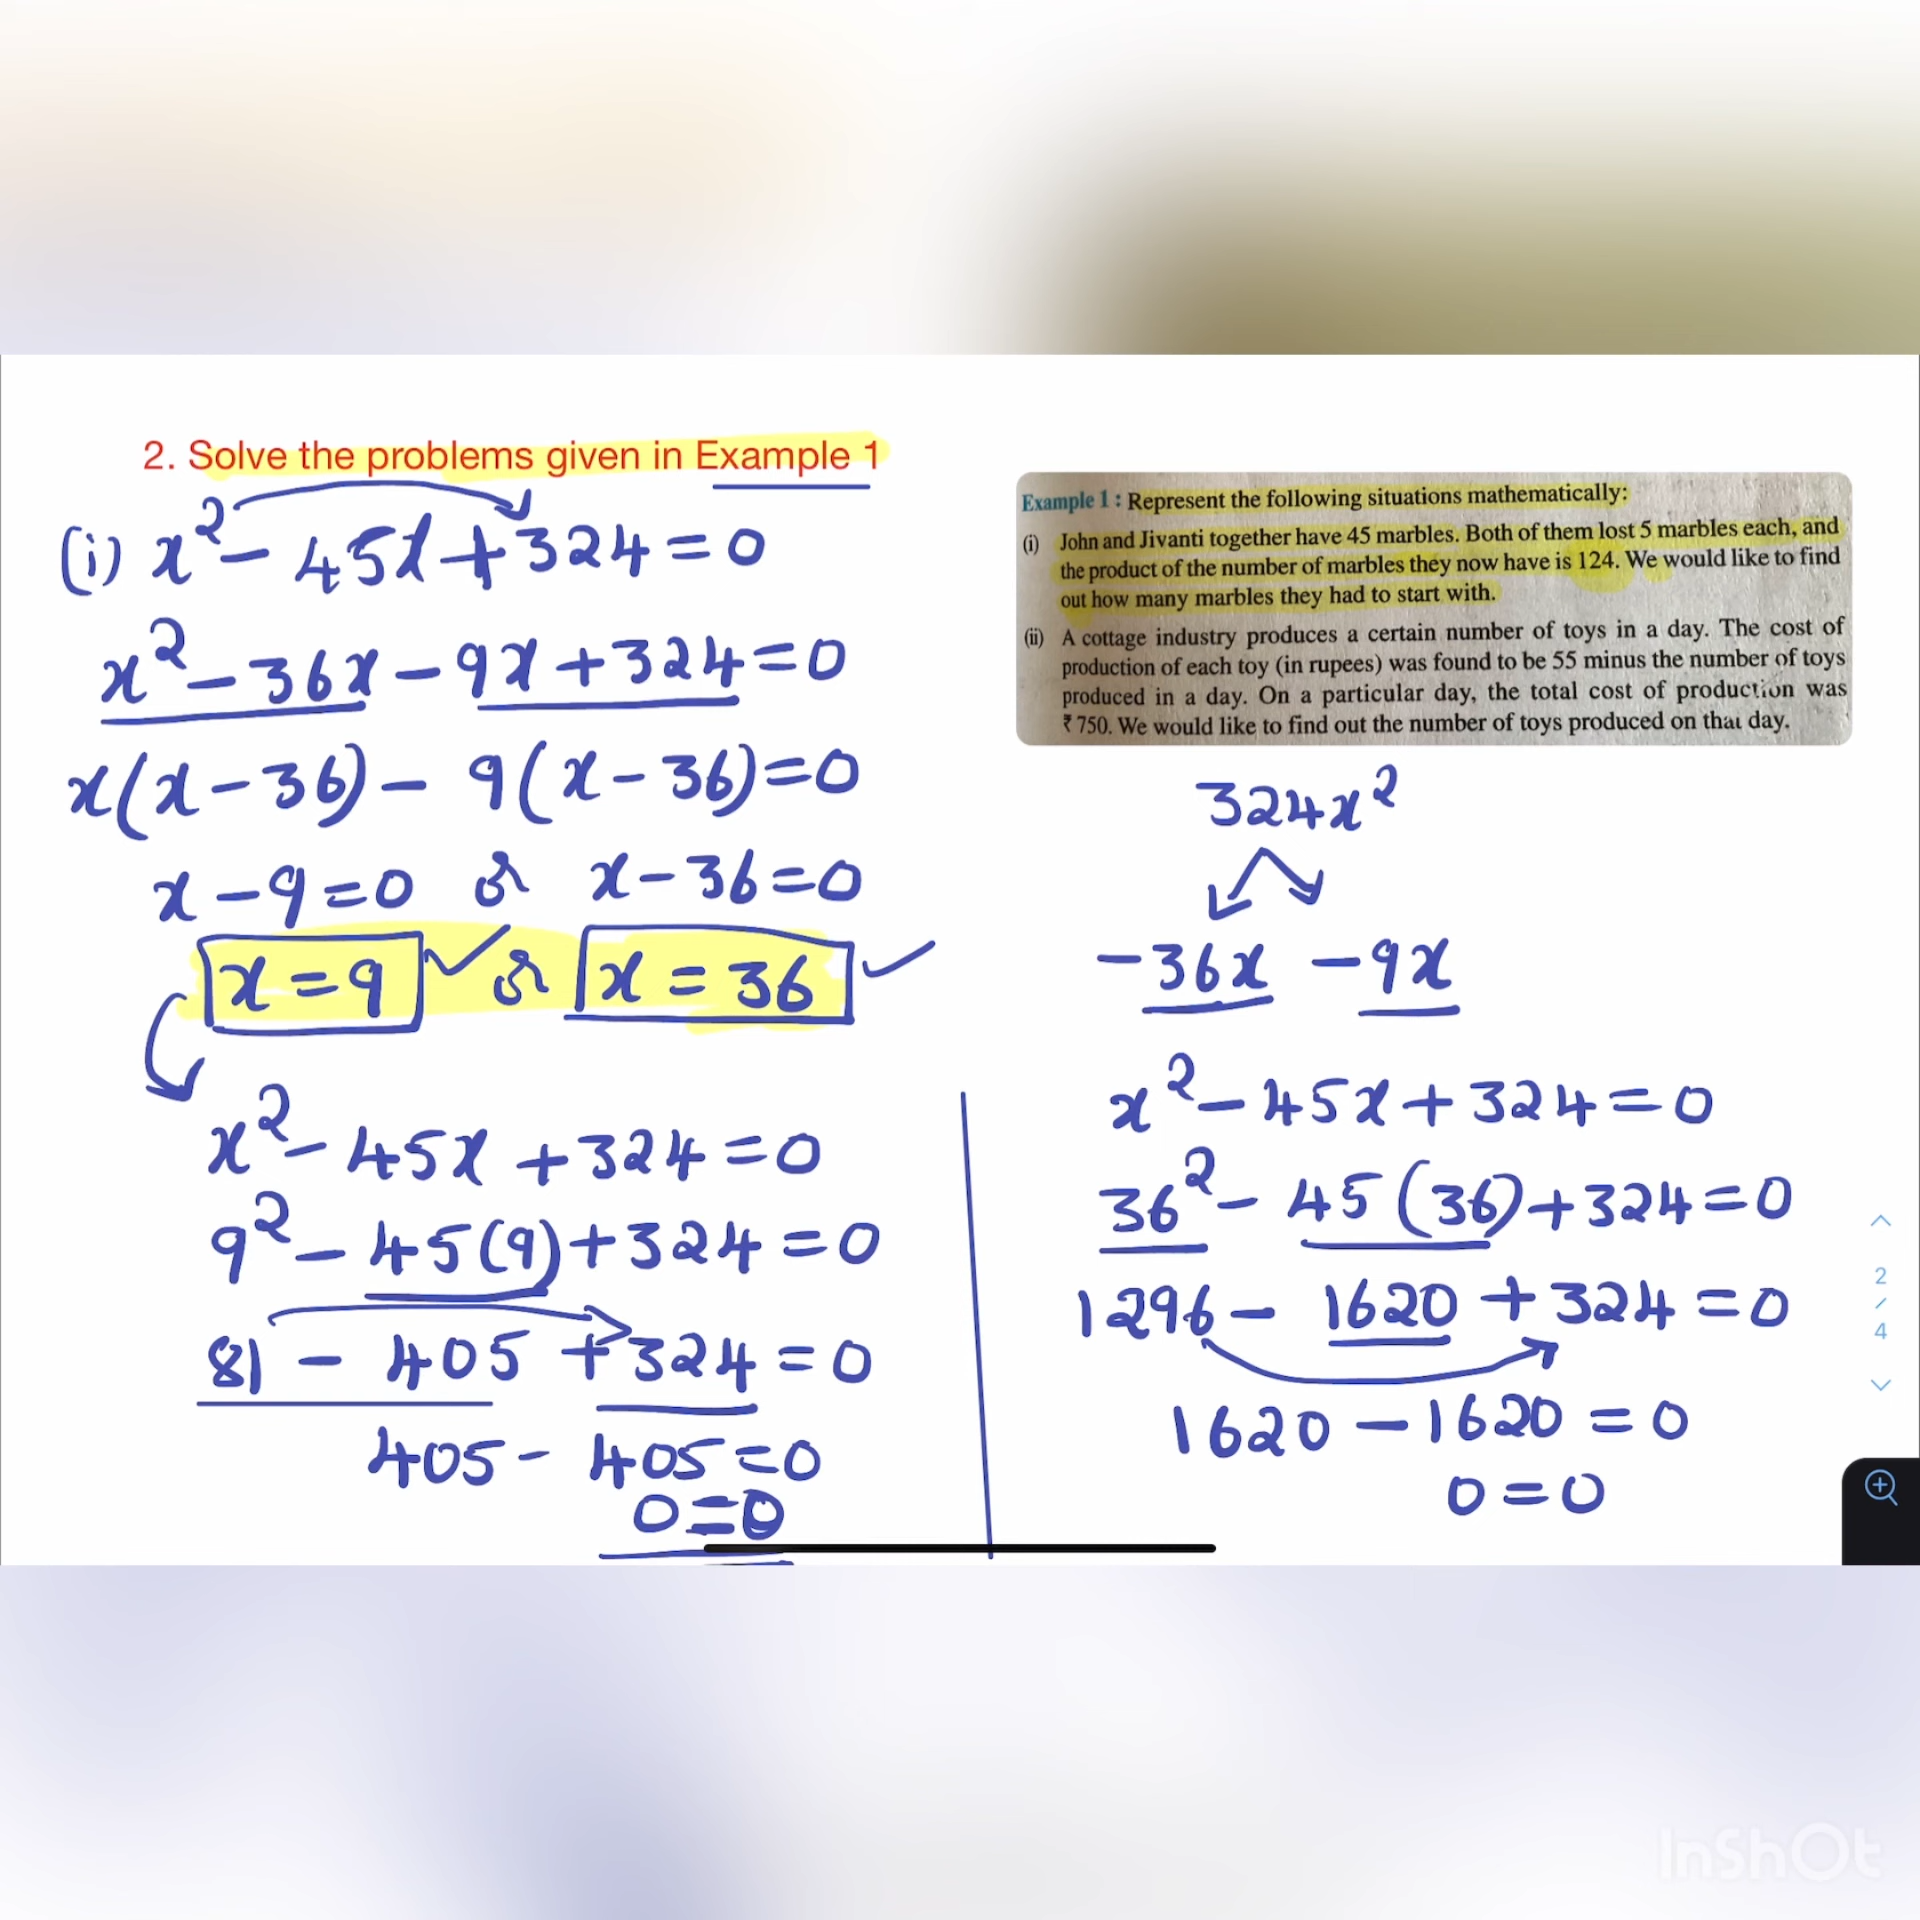 2. Solve the problems given in Example 1
(i) x² - 45x + 324 = 0
x² - 36x - 9x + 324 = 0
x(x - 36) - 9(x - 36) = 0
x - 9 = 0 or x - 36 = 0
x = 9 or x = 36
x² - 45x + 324 = 0
9² - 45(9) + 324 = 0
81 - 405 + 324 = 0
405 - 405 = 0
0 = 0
Example 1 : Represent the following situations mathematically:
(i) John and Jivanti together have 45 marbles. Both of them lost 5 marbles each, and
the product of the number of marbles they now have is 124. We would like to find
out how many marbles they had to start with.
(ii) A cottage industry produces a certain number of toys in a day. The cost of
production of each toy (in rupees) was found to be 55 minus the number of toys
produced in a day. On a particular day, the total cost of production was
₹ 750. We would like to find out the number of toys produced on that day.
324x²
-36x -9x
x² - 45x + 324 = 0
36² - 45(36) + 324 = 0
1296 - 1620 + 324 = 0
1620 - 1620 = 0
0 = 0
2
/
4
InShOt